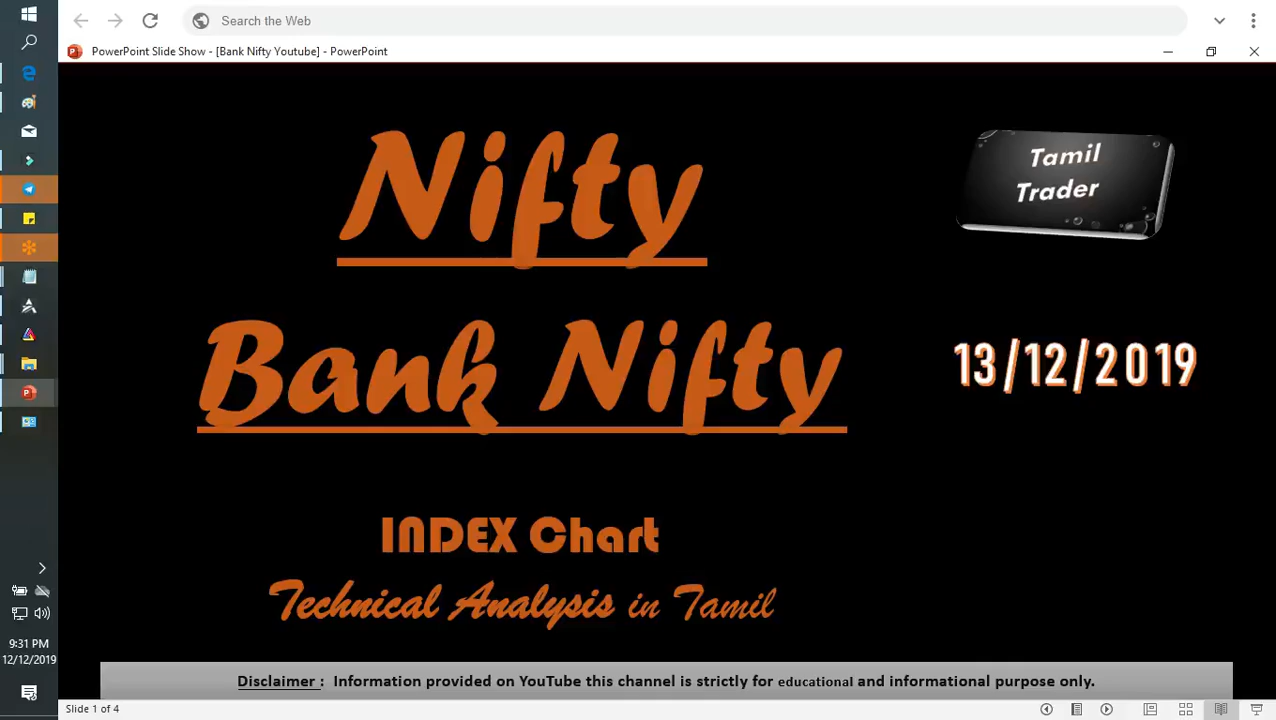 Search the Web
PowerPoint Slide Show - [Bank Nifty Youtube] - PowerPoint
Nifty
Tamil
Trader
Bank Nifty
13/12/2019
INDEX Chart
Technical Analysis in Tamil
9:31 PM
12/12/2019
Disclaimer : Information provided on YouTube this channel is strictly for educational and informational purpose only.
Slide 1 of 4